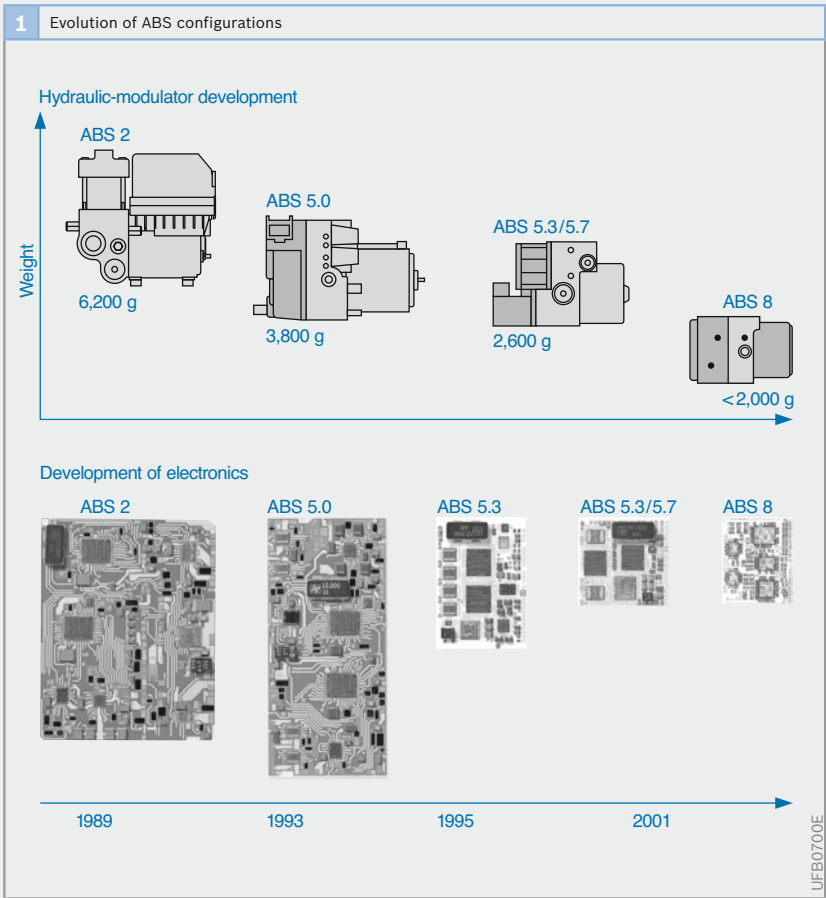 1 Evolution of ABS configurations
Hydraulic-modulator development
Weight
ABS 2
6,200 g
ABS 5.0
3,800 g
ABS 5.3/5.7
2,600 g
ABS 8
<2,000 g
Development of electronics
ABS 2 ABS 5.0 ABS 5.3 ABS 5.3/5.7 ABS 8
1989 1993 1995 2001
UFB0700E